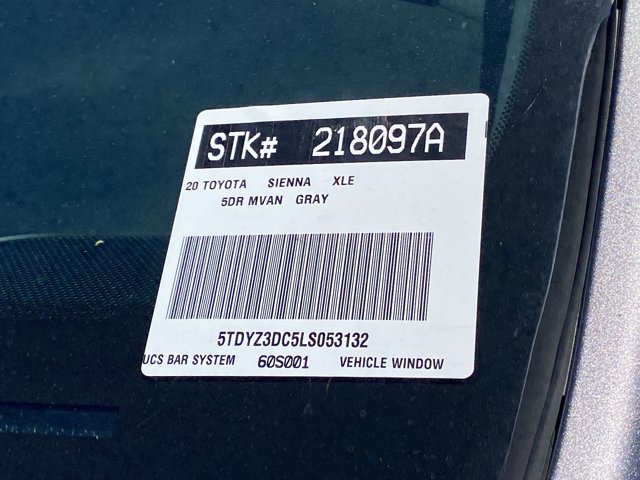 STK# 218097A
20 TOYOTA SIENNA XLE
5DR MVAN GRAY
5TDYZ3DC5LS053132
UCS BAR SYSTEM 60S001 VEHICLE WINDOW